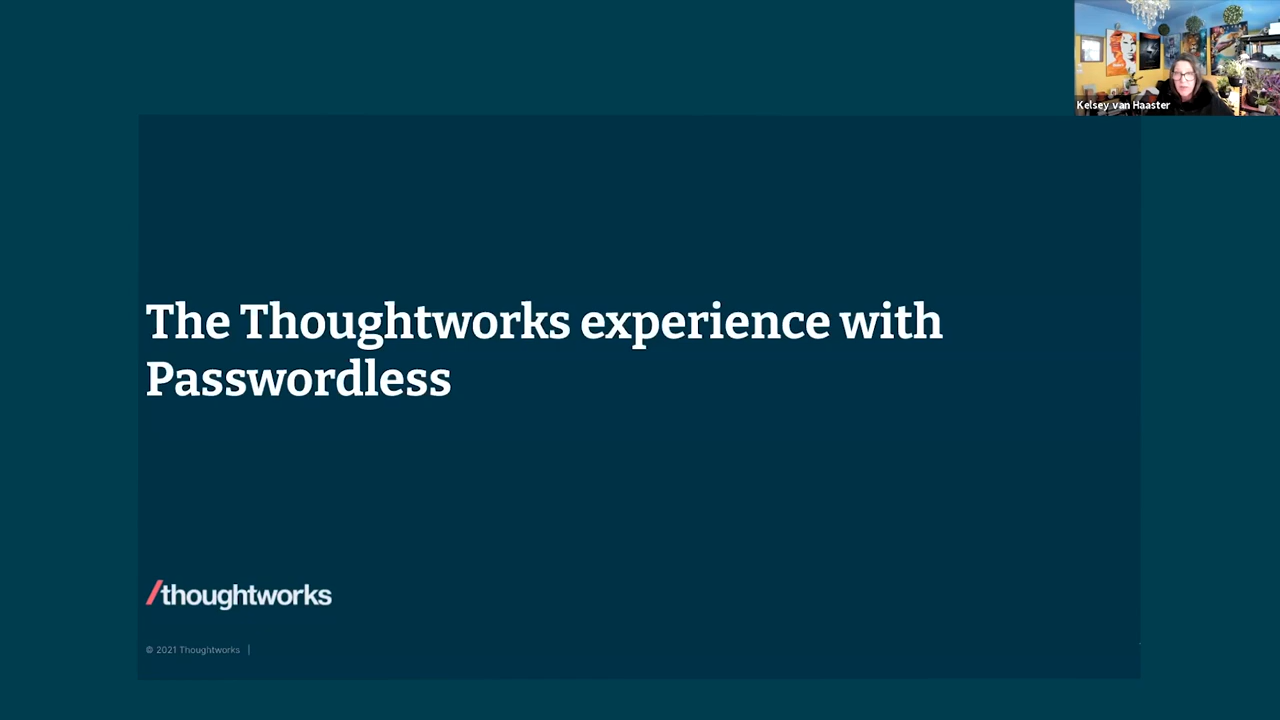 Kelsey van Haaster
The Thoughtworks experience with
Passwordless
/thoughtworks
© 2021 Thoughtworks |